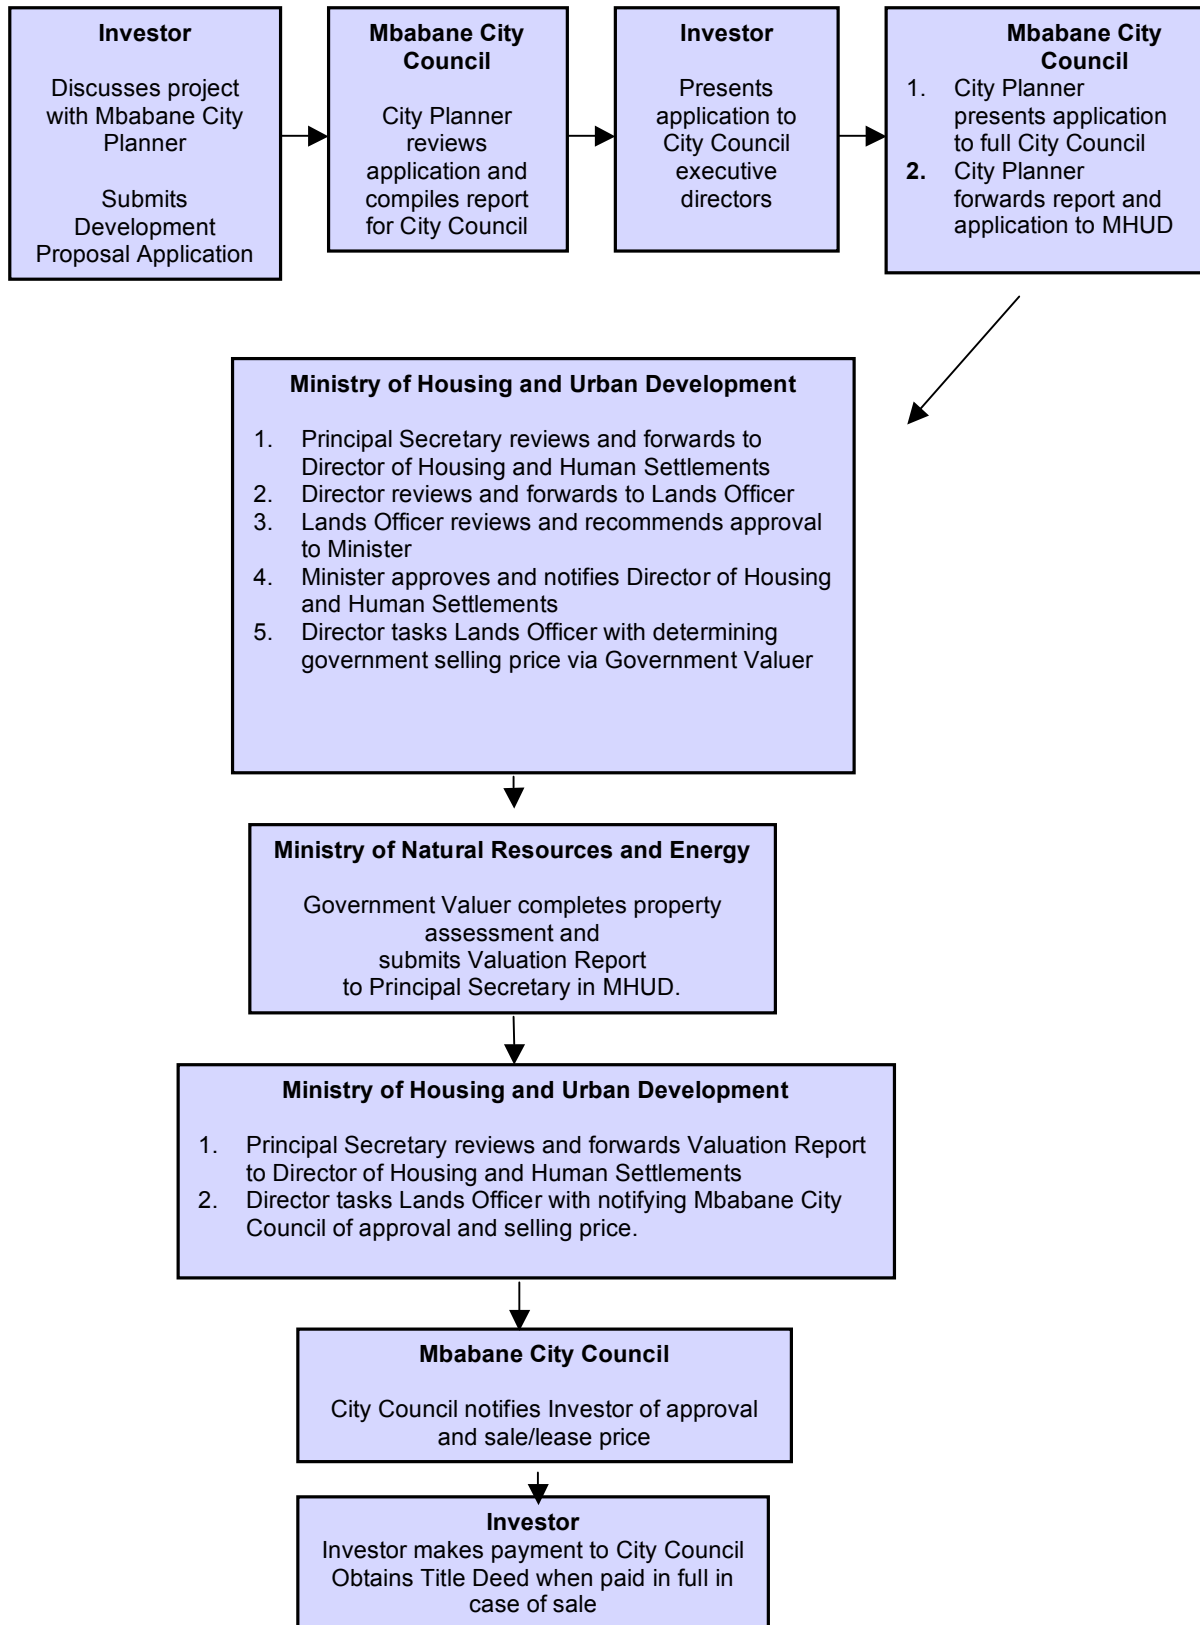 Investor
Discusses project
with Mbabane City
Planner
Submits
Development
Proposal Application
Mbabane City
Council
City Planner
reviews
application and
compiles report
for City Council
Investor
Presents
application to
City Council
executive
directors
Mbabane City
Council
1. City Planner
presents application
to full City Council
2. City Planner
forwards report and
application to MHUD
Ministry of Housing and Urban Development
1. Principal Secretary reviews and forwards to
Director of Housing and Human Settlements
2. Director reviews and forwards to Lands Officer
3. Lands Officer reviews and recommends approval
to Minister
4. Minister approves and notifies Director of Housing
and Human Settlements
5. Director tasks Lands Officer with determining
government selling price via Government Valuer
Ministry of Natural Resources and Energy
Government Valuer completes property
assessment and
submits Valuation Report
to Principal Secretary in MHUD.
Ministry of Housing and Urban Development
1. Principal Secretary reviews and forwards Valuation Report
to Director of Housing and Human Settlements
2. Director tasks Lands Officer with notifying Mbabane City
Council of approval and selling price.
Mbabane City Council
City Council notifies Investor of approval
and sale/lease price
Investor
Investor makes payment to City Council
Obtains Title Deed when paid in full in
case of sale